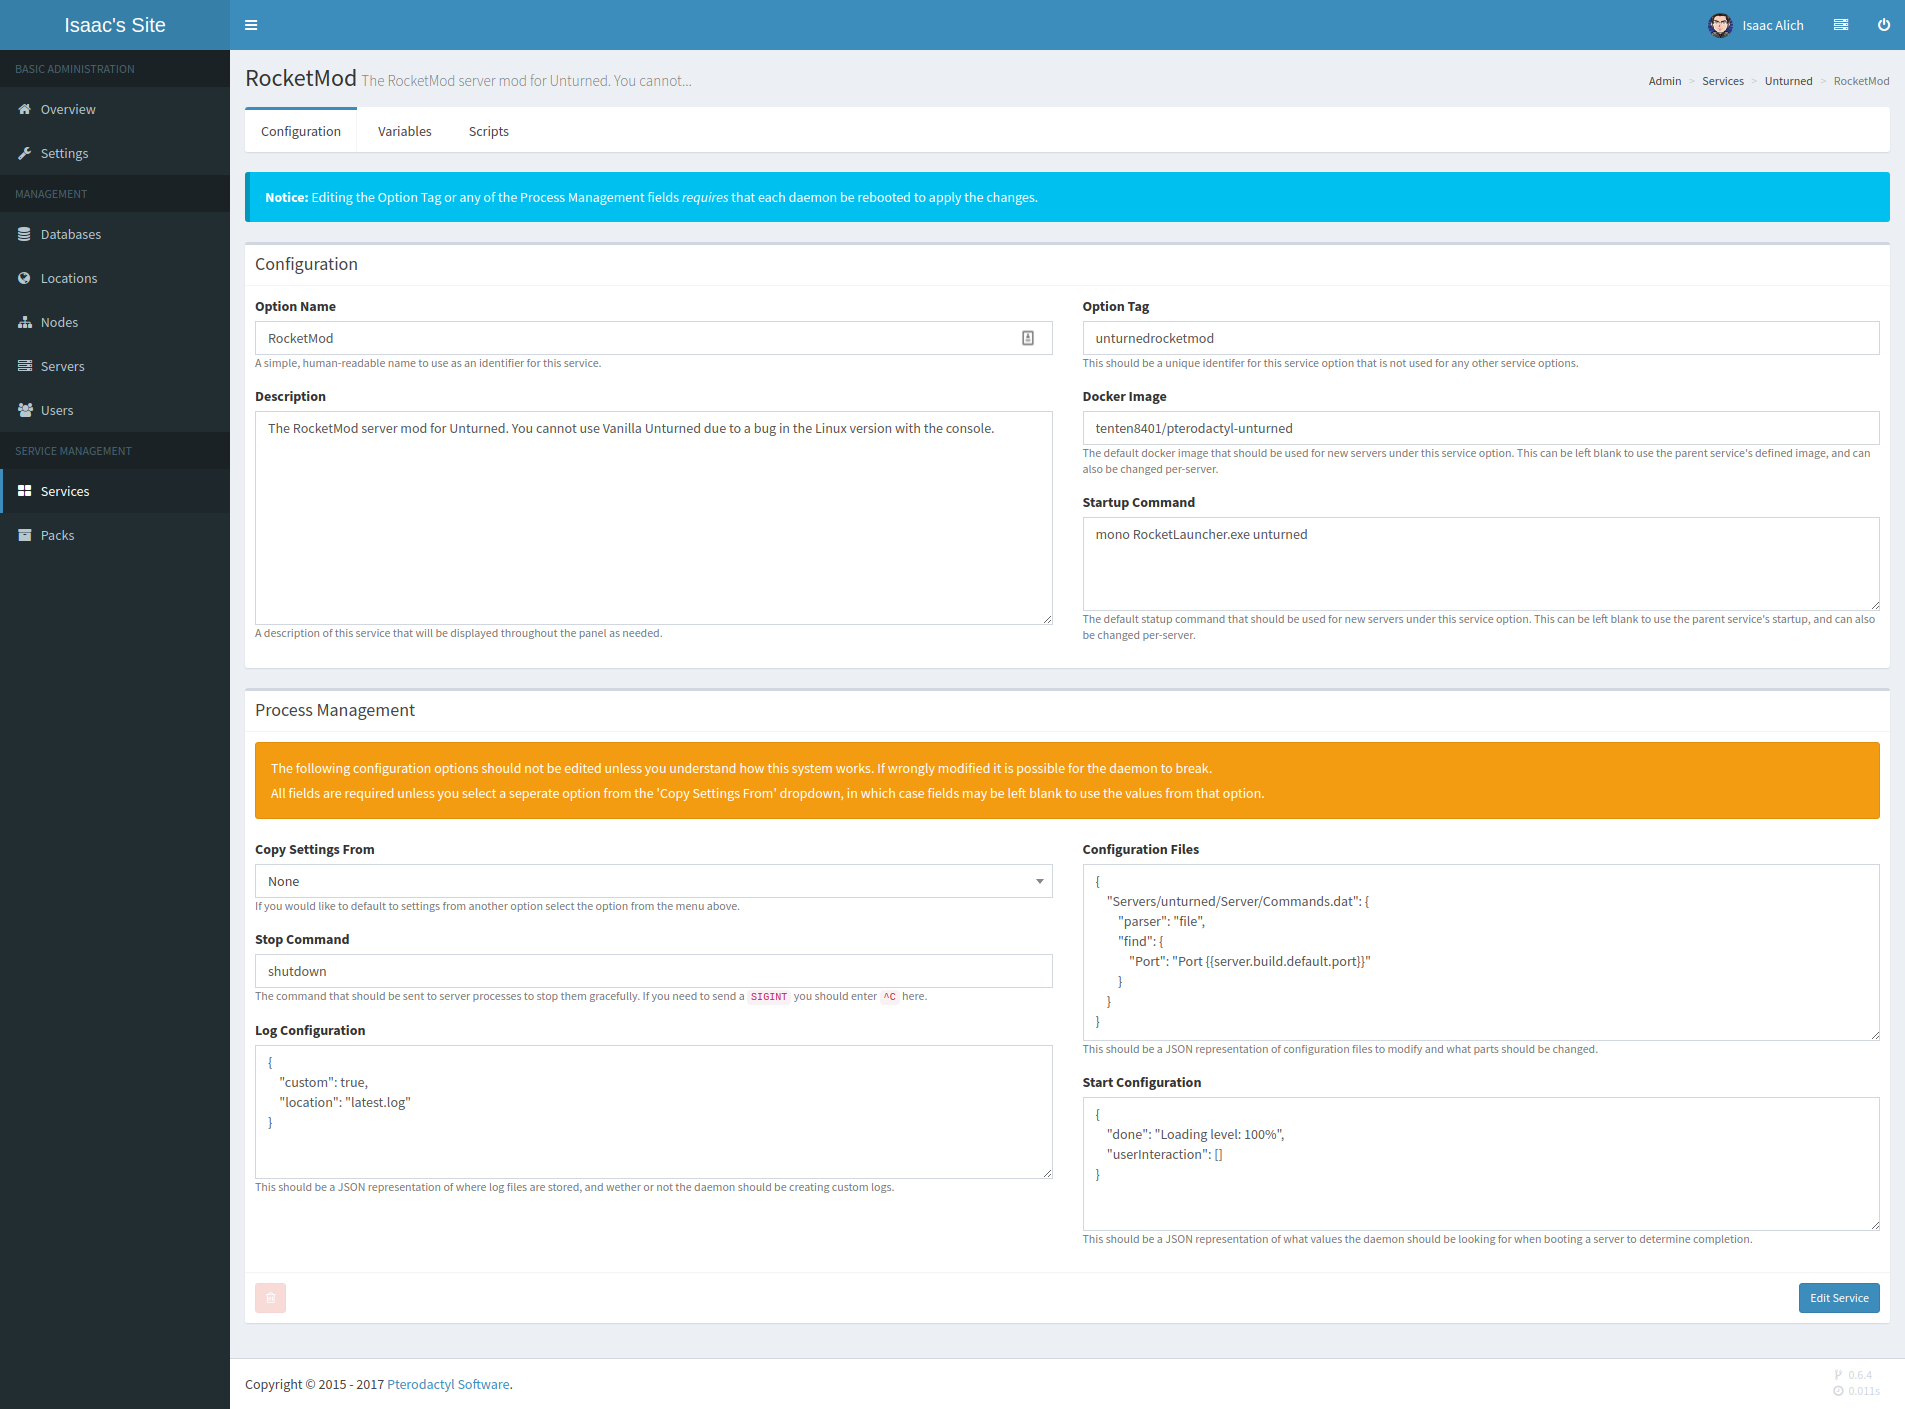 Isaac's Site
Isaac Alich
BASIC ADMINISTRATION
Overview
Settings
MANAGEMENT
Databases
Locations
Nodes
Servers
Users
SERVICE MANAGEMENT
Services
Packs
RocketMod The RocketMod server mod for Unturned. You cannot...
Admin > Services > Unturned > RocketMod
Configuration Variables Scripts
Notice: Editing the Option Tag or any of the Process Management fields requires that each daemon be rebooted to apply the changes.
Configuration
Option Name
RocketMod
A simple, human-readable name to use as an identifier for this service.
Description
The RocketMod server mod for Unturned. You cannot use Vanilla Unturned due to a bug in the Linux version with the console.
A description of this service that will be displayed throughout the panel as needed.
Option Tag
unturnedrocketmod
This should be a unique identifer for this service option that is not used for any other service options.
Docker Image
tenten8401/pterodactyl-unturned
The default docker image that should be used for new servers under this service option. This can be left blank to use the parent service's defined image, and can
also be changed per-server.
Startup Command
mono RocketLauncher.exe unturned
The default statup command that should be used for new servers under this service option. This can be left blank to use the parent service's startup, and can also
be changed per-server.
Process Management
The following configuration options should not be edited unless you understand how this system works. If wrongly modified it is possible for the daemon to break.
All fields are required unless you select a seperate option from the 'Copy Settings From' dropdown, in which case fields may be left blank to use the values from that option.
Copy Settings From
None
If you would like to default to settings from another option select the option from the menu above.
Stop Command
shutdown
The command that should be sent to server processes to stop them gracefully. If you need to send a SIGINT you should enter ^C here.
Log Configuration
{
"custom": true,
"location": "latest.log"
}
This should be a JSON representation of where log files are stored, and wether or not the daemon should be creating custom logs.
Configuration Files
{
"Servers/unturned/Server/Commands.dat": {
"parser": "file",
"find": {
"Port": "Port {{server.build.default.port}}"
}
}
}
This should be a JSON representation of configuration files to modify and what parts should be changed.
Start Configuration
{
"done": "Loading level: 100%",
"userInteraction": []
}
This should be a JSON representation of what values the daemon should be looking for when booting a server to determine completion.
Edit Service
Copyright © 2015 - 2017 Pterodactyl Software.
0.6.4
0.011s